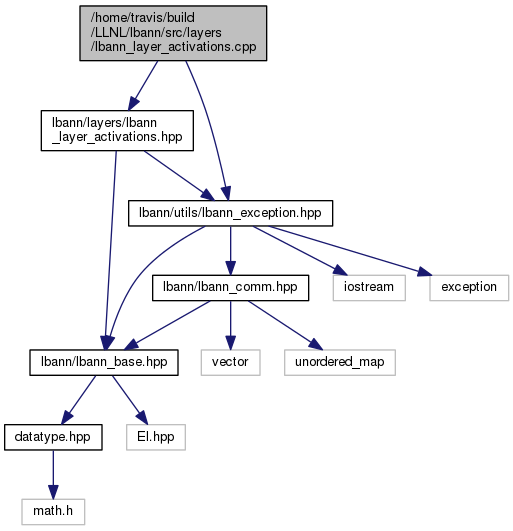 /home/travis/build
/LLNL/lbann/src/layers
/lbann_layer_activations.cpp
lbann/layers/lbann
_layer_activations.hpp
lbann/utils/lbann_exception.hpp
lbann/lbann_comm.hpp
iostream
exception
lbann/lbann_base.hpp
vector
unordered_map
datatype.hpp
El.hpp
math.h